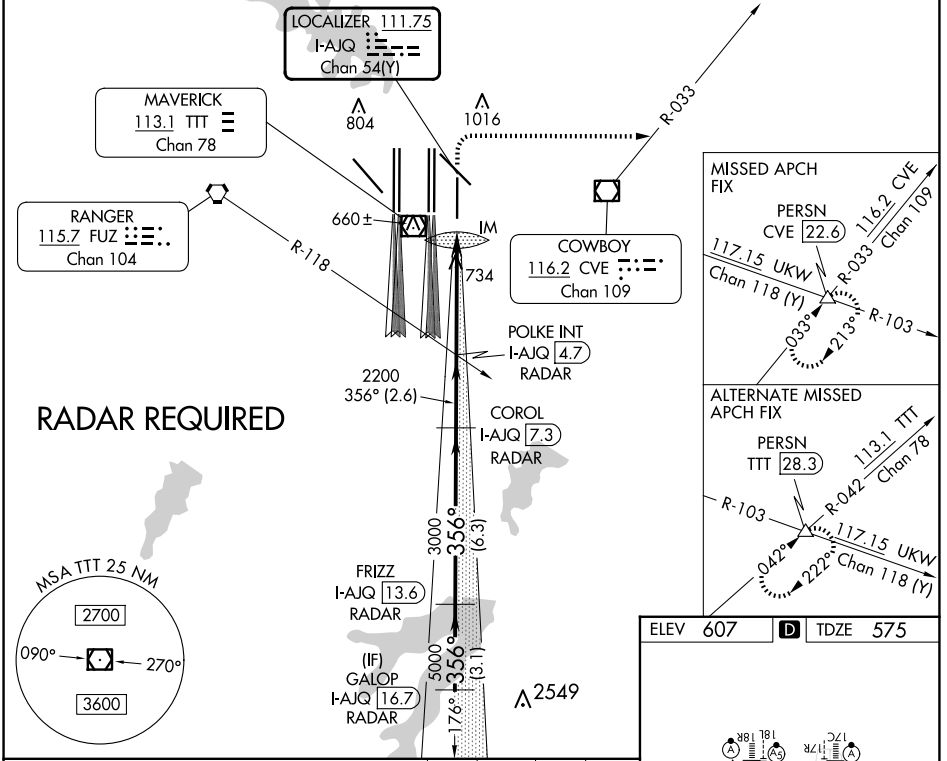 LOCALIZER 111.75
I-AJQ
Chan 54(Y)
MAVERICK
113.1 TTT
Chan 78
804
1016
R-033
RANGER
115.7 FUZ
Chan 104
R-118
660 ±
IM
734
COWBOY
116.2 CVE
Chan 109
POLKE INT
I-AJQ 4.7
RADAR
2200
356° (2.6)
COROL
I-AJQ 7.3
RADAR
RADAR REQUIRED
3000
356°
(6.3)
FRIZZ
I-AJQ 13.6
RADAR
5000
356°
(3.1)
(IF)
GALOP
I-AJQ 16.7
RADAR
176°
2549
MSA TTT 25 NM
2700
090°
270°
3600
MISSED APCH
FIX
PERSN
CVE 22.6
116.2 CVE
Chan 109
R-033
117.15 UKW
Chan 118 (Y)
R-103
033°
213°
ALTERNATE MISSED
APCH FIX
PERSN
TTT 28.3
113.1 TTT
Chan 78
R-042
R-103
117.15 UKW
Chan 118 (Y)
042°
222°
ELEV 607 D TDZE 575
18R
18L
17R
17C
A
A5
A